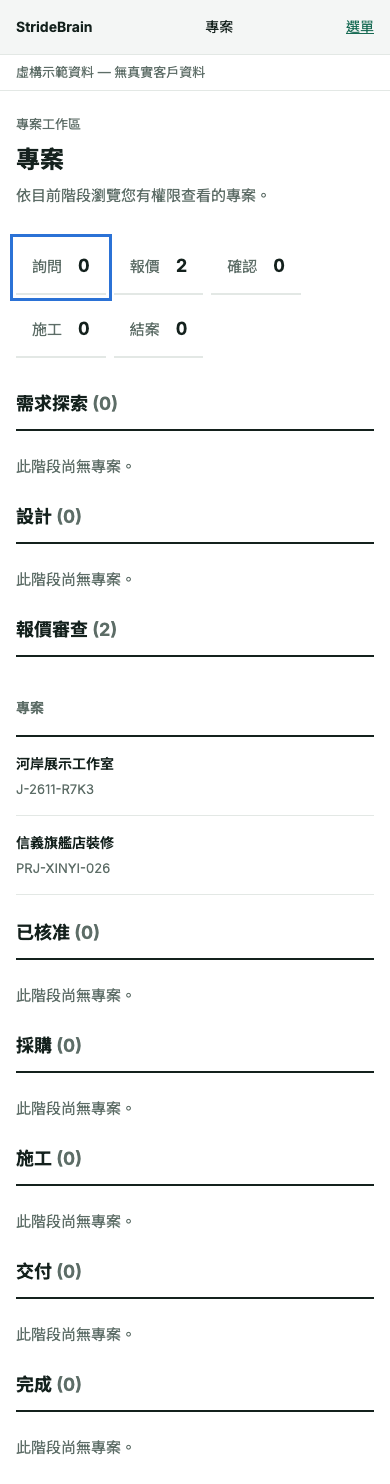 StrideBrain 專案 選單
虛構示範資料 — 無真實客戶資料
專案工作區
專案
依目前階段瀏覽您有權限查看的專案。
詢問 0 報價 2 確認 0
施工 0 結案 0
需求探索 (0)
此階段尚無專案。
設計 (0)
此階段尚無專案。
報價審查 (2)
專案
河岸展示工作室
J-2611-R7K3
信義旗艦店裝修
PRJ-XINYI-026
已核准 (0)
此階段尚無專案。
採購 (0)
此階段尚無專案。
施工 (0)
此階段尚無專案。
交付 (0)
此階段尚無專案。
完成 (0)
此階段尚無專案。